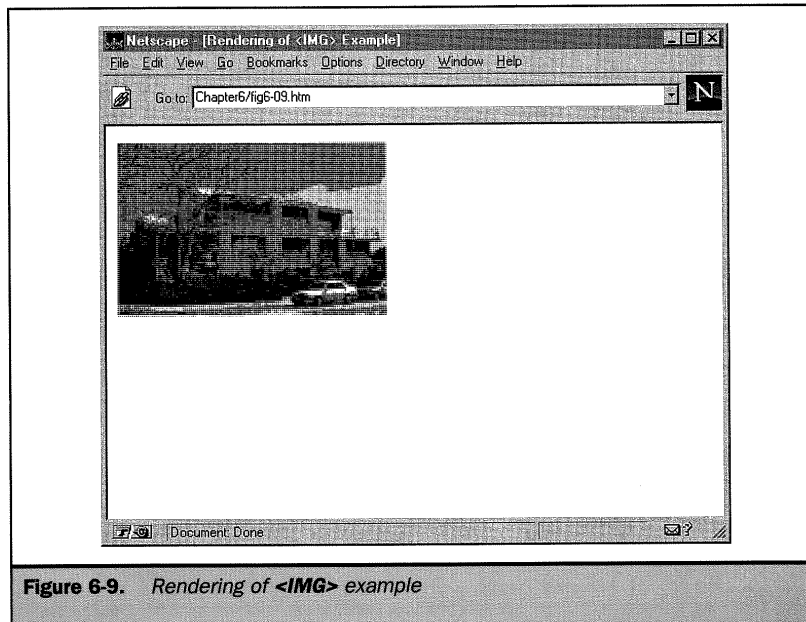 Netscape - [Rendering of <IMG> Example]
File Edit View Go Bookmarks Options Directory Window Help
Go to: Chapter6/fig6-09.htm
N
Document: Done
?
Figure 6-9. Rendering of <IMG> example